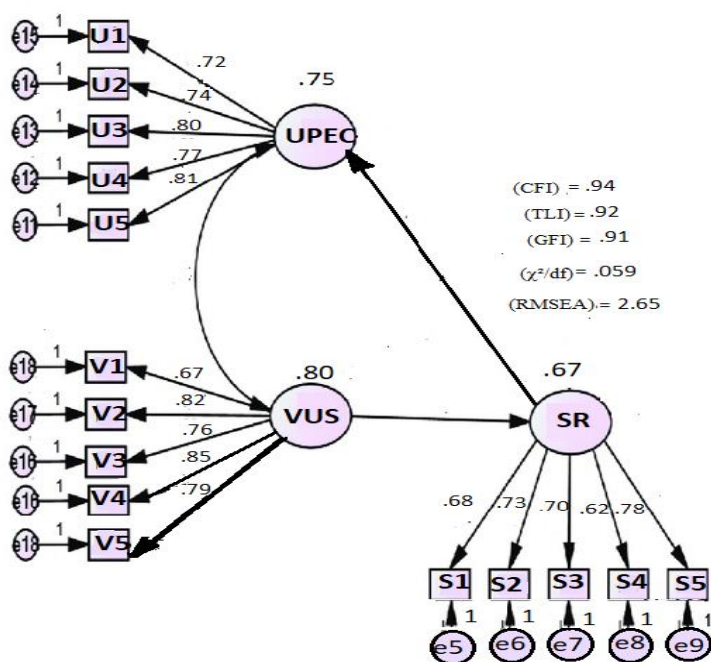 e15 1 U1
.72
e14 1 U2
.74
e13 1 U3
.80
e12 1 U4
.77
e11 1 U5
.81
.75
UPEC
(CFI) = .94
(TLI) = .92
(GFI) = .91
(χ²/df) = .059
(RMSEA) = 2.65
e18 1 V1
.67
e17 1 V2
.82
e16 1 V3
.76
e16 1 V4
.85
e18 1 V5
.79
.80
VUS
.67
SR
.68 .73 .70 .62 .78
S1 S2 S3 S4 S5
1 1 1 1 1
e5 e6 e7 e8 e9